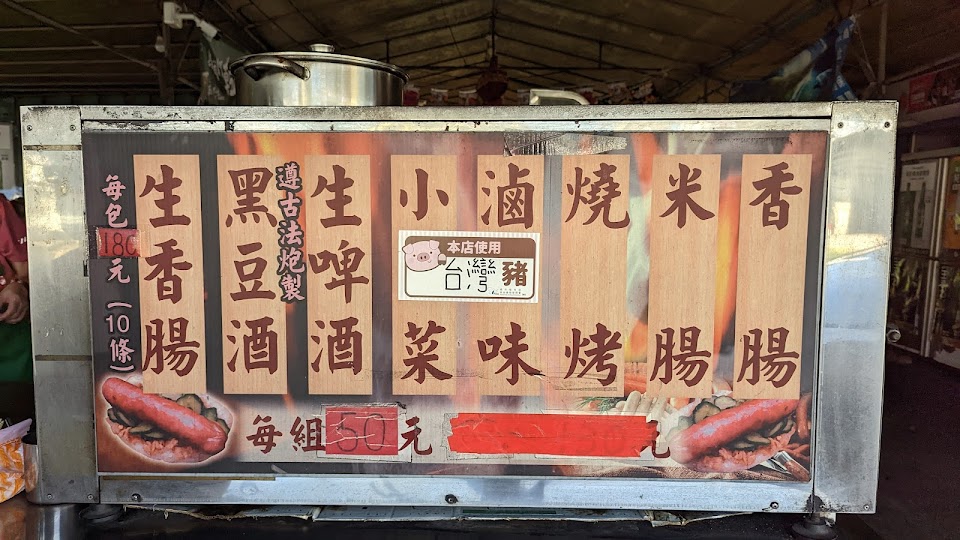 香腸
米腸
燒烤
滷味
小菜
生啤酒
遵古法炮製
黑豆酒
生香腸
每包180元（10條）
本店使用
台灣豬
每組50元
元